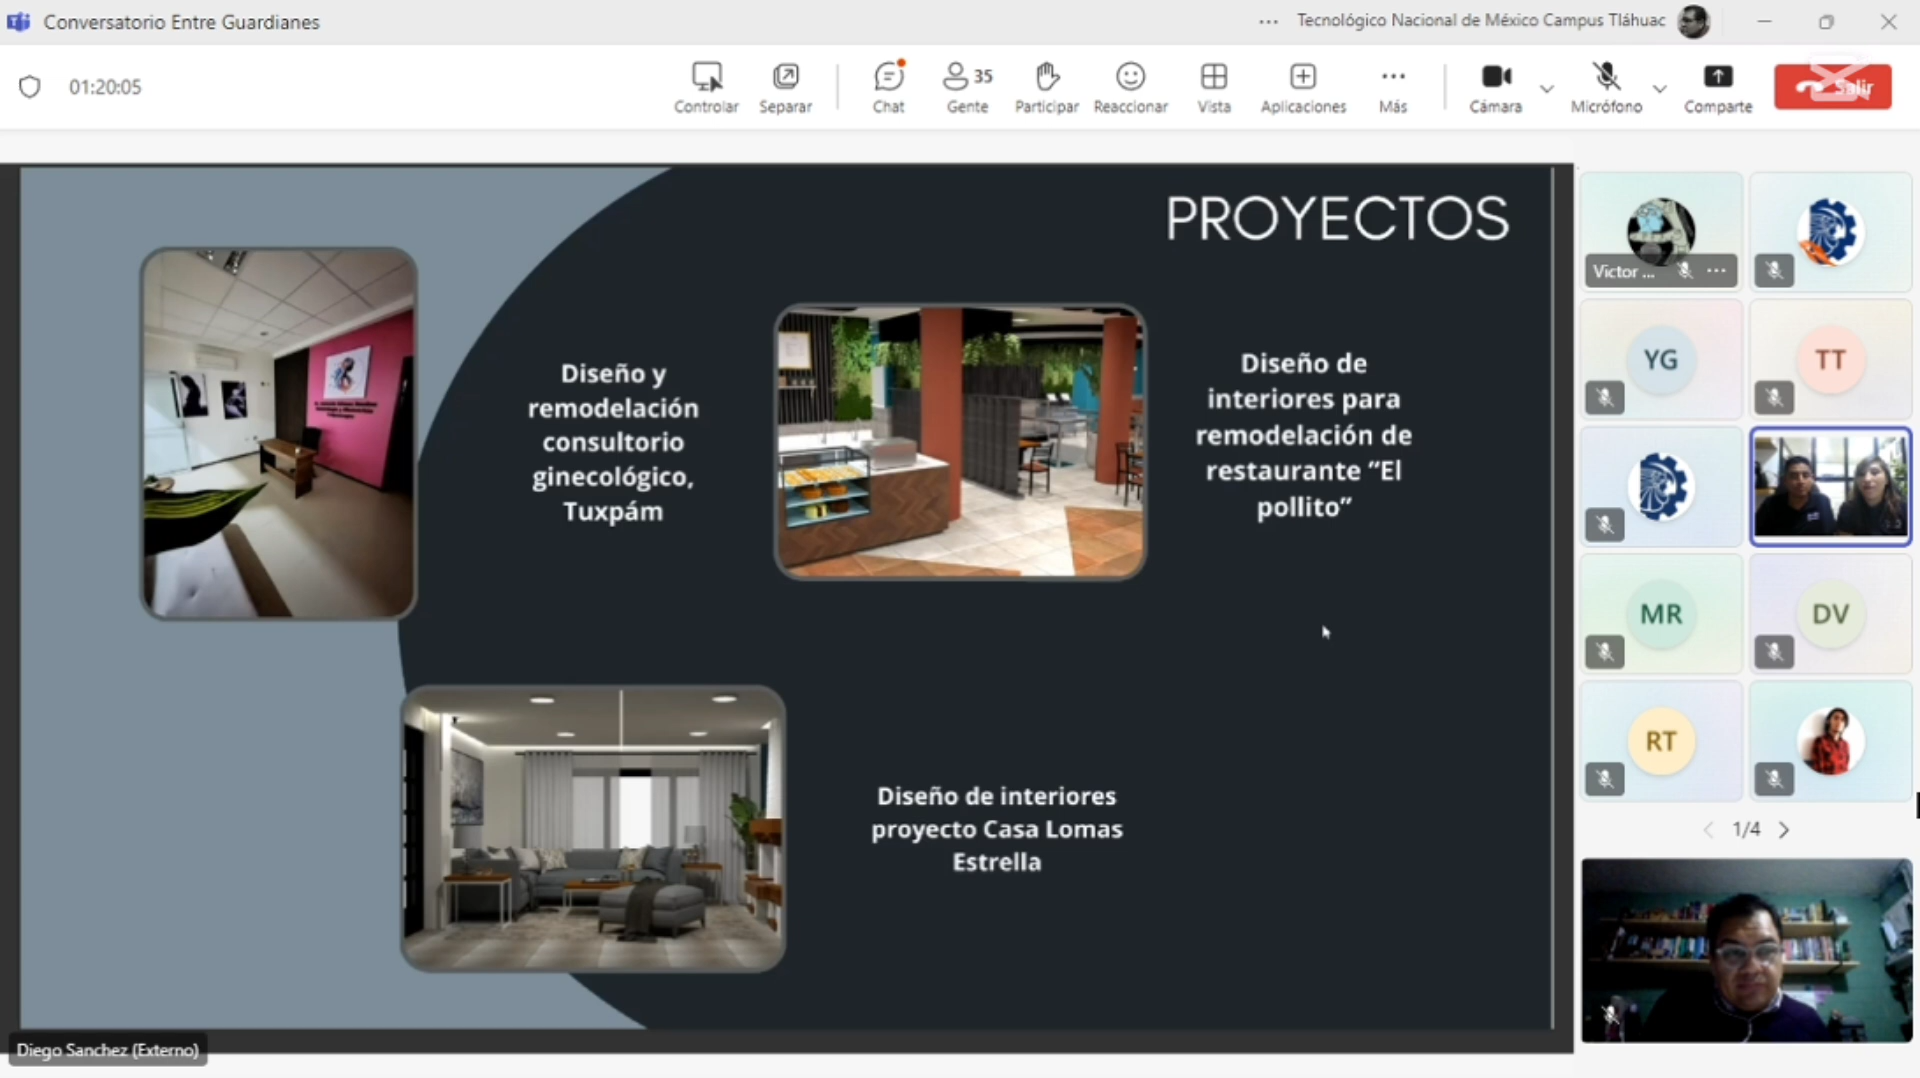 Conversatorio Entre Guardianes
Tecnológico Nacional de México Campus Tláhuac
01:20:05
Controlar
Separar
Chat
35
Gente
Participar
Reaccionar
Vista
Aplicaciones
Más
Cámara
Micrófono
Comparte
Salir
PROYECTOS
Diseño y
remodelación
consultorio
ginecológico,
Tuxpám
Diseño de
interiores para
remodelación de
restaurante “El
pollito”
Diseño de interiores
proyecto Casa Lomas
Estrella
Victor ...
YG
TT
MR
DV
RT
1/4
Diego Sanchez (Externo)